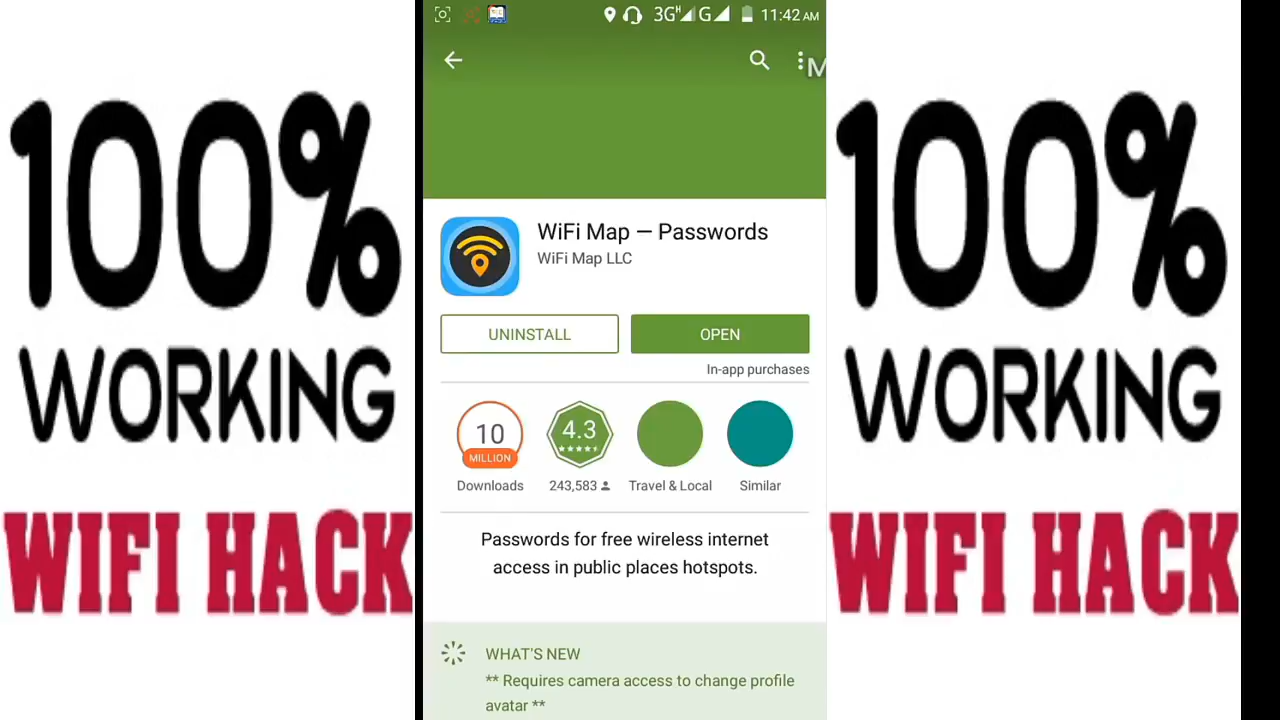 3G H G 11:42 AM
M
100%
WORKING
WIFI HACK
WiFi Map — Passwords
WiFi Map LLC
UNINSTALL
OPEN
In-app purchases
10
MILLION
4.3
Downloads
243,583
Travel & Local
Similar
Passwords for free wireless internet
access in public places hotspots.
WHAT'S NEW
** Requires camera access to change profile
avatar **
100%
WORKING
WIFI HACK